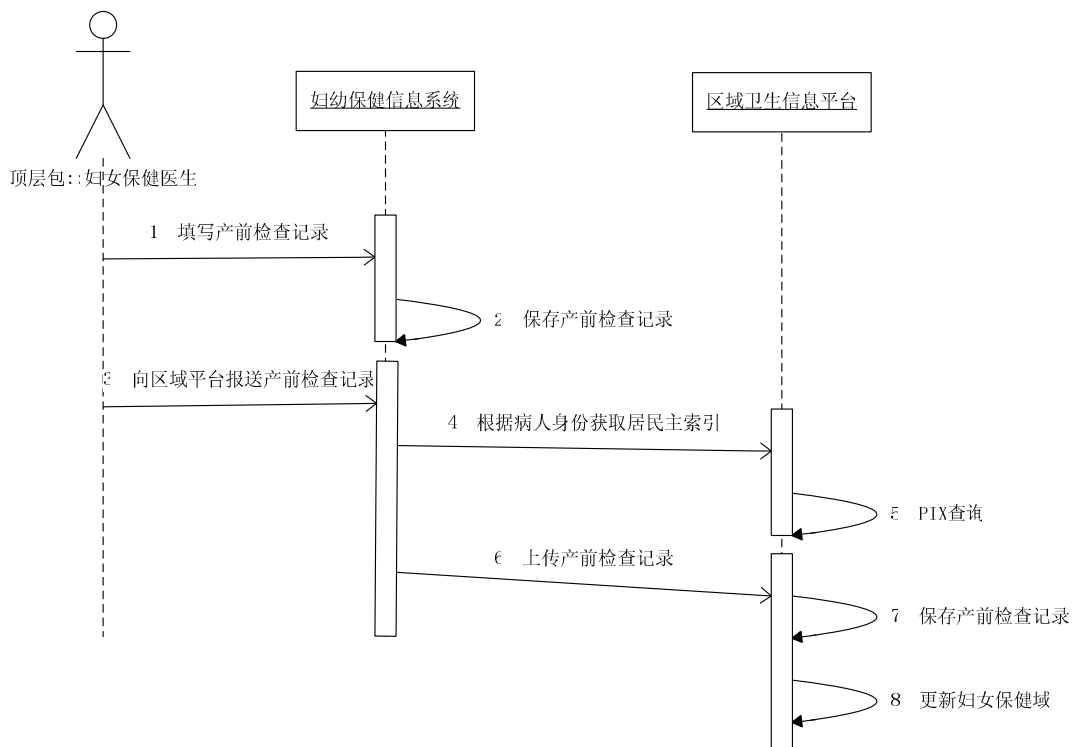 妇幼保健信息系统
区域卫生信息平台
顶层包::妇女保健医生
1 填写产前检查记录
2 保存产前检查记录
3 向区域平台报送产前检查记录
4 根据病人身份获取居民主索引
5 PIX查询
6 上传产前检查记录
7 保存产前检查记录
8 更新妇女保健域